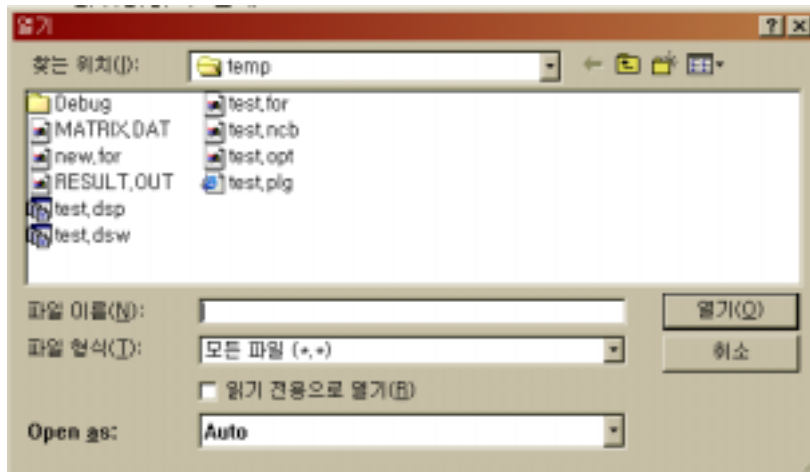 열기
찾는 위치(I): temp
Debug
MATRIX.DAT
new.for
RESULT.OUT
test.dsp
test.dsw
test.for
test.ncb
test.opt
test.plg
파일 이름(N): 열기(O)
파일 형식(T): 모든 파일 (*.*) 취소
읽기 전용으로 열기(R)
Open as: Auto